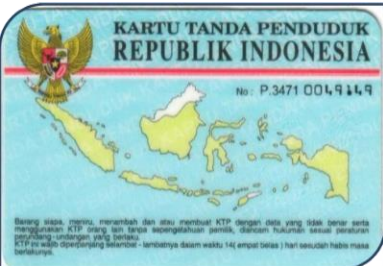 KARTU TANDA PENDUDUK
REPUBLIK INDONESIA
No : P.3471 0049149
Barang siapa, meniru, menambah dan atau membuat KTP dengan data yang tidak benar serta
menggunakan KTP orang lain tanpa sepengetahuan pemilik, diancam hukuman sesuai peraturan
perundang - undangan yang berlaku.
KTP ini wajib diperpanjang selambat - lambatnya dalam waktu 14( empat belas ) hari sesudah habis masa
berlakunya.